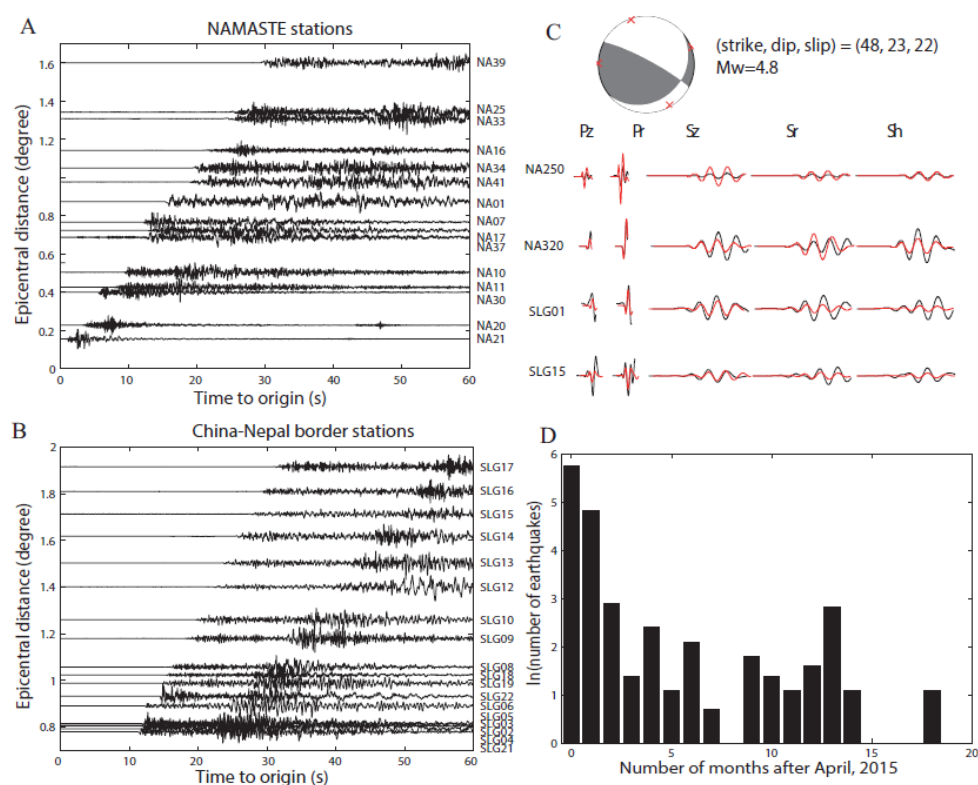 A
NAMASTE stations
Epicentral distance (degree)
1.6
1.4
1.2
1
0.8
0.6
0.4
0.2
0
NA39
NA25
NA33
NA16
NA34
NA41
NA01
NA07
NA17
NA37
NA10
NA11
NA30
NA20
NA21
0 10 20 30 40 50 60
Time to origin (s)
B
China-Nepal border stations
Epicentral distance (degree)
2
1.8
1.6
1.4
1.2
1
0.8
SLG17
SLG16
SLG15
SLG14
SLG13
SLG12
SLG10
SLG09
SLG08
SLG18
SLG19
SLG22
SLG06
SLG05
SLG03
SLG02
SLG04
SLG21
0 10 20 30 40 50 60
Time to origin (s)
C
(strike, dip, slip) = (48, 23, 22)
Mw=4.8
Pz Pr Sz Sr Sh
NA250
NA320
SLG01
SLG15
D
ln(number of earthquakes)
6
5
4
3
2
1
0
0 5 10 15 20
Number of months after April, 2015